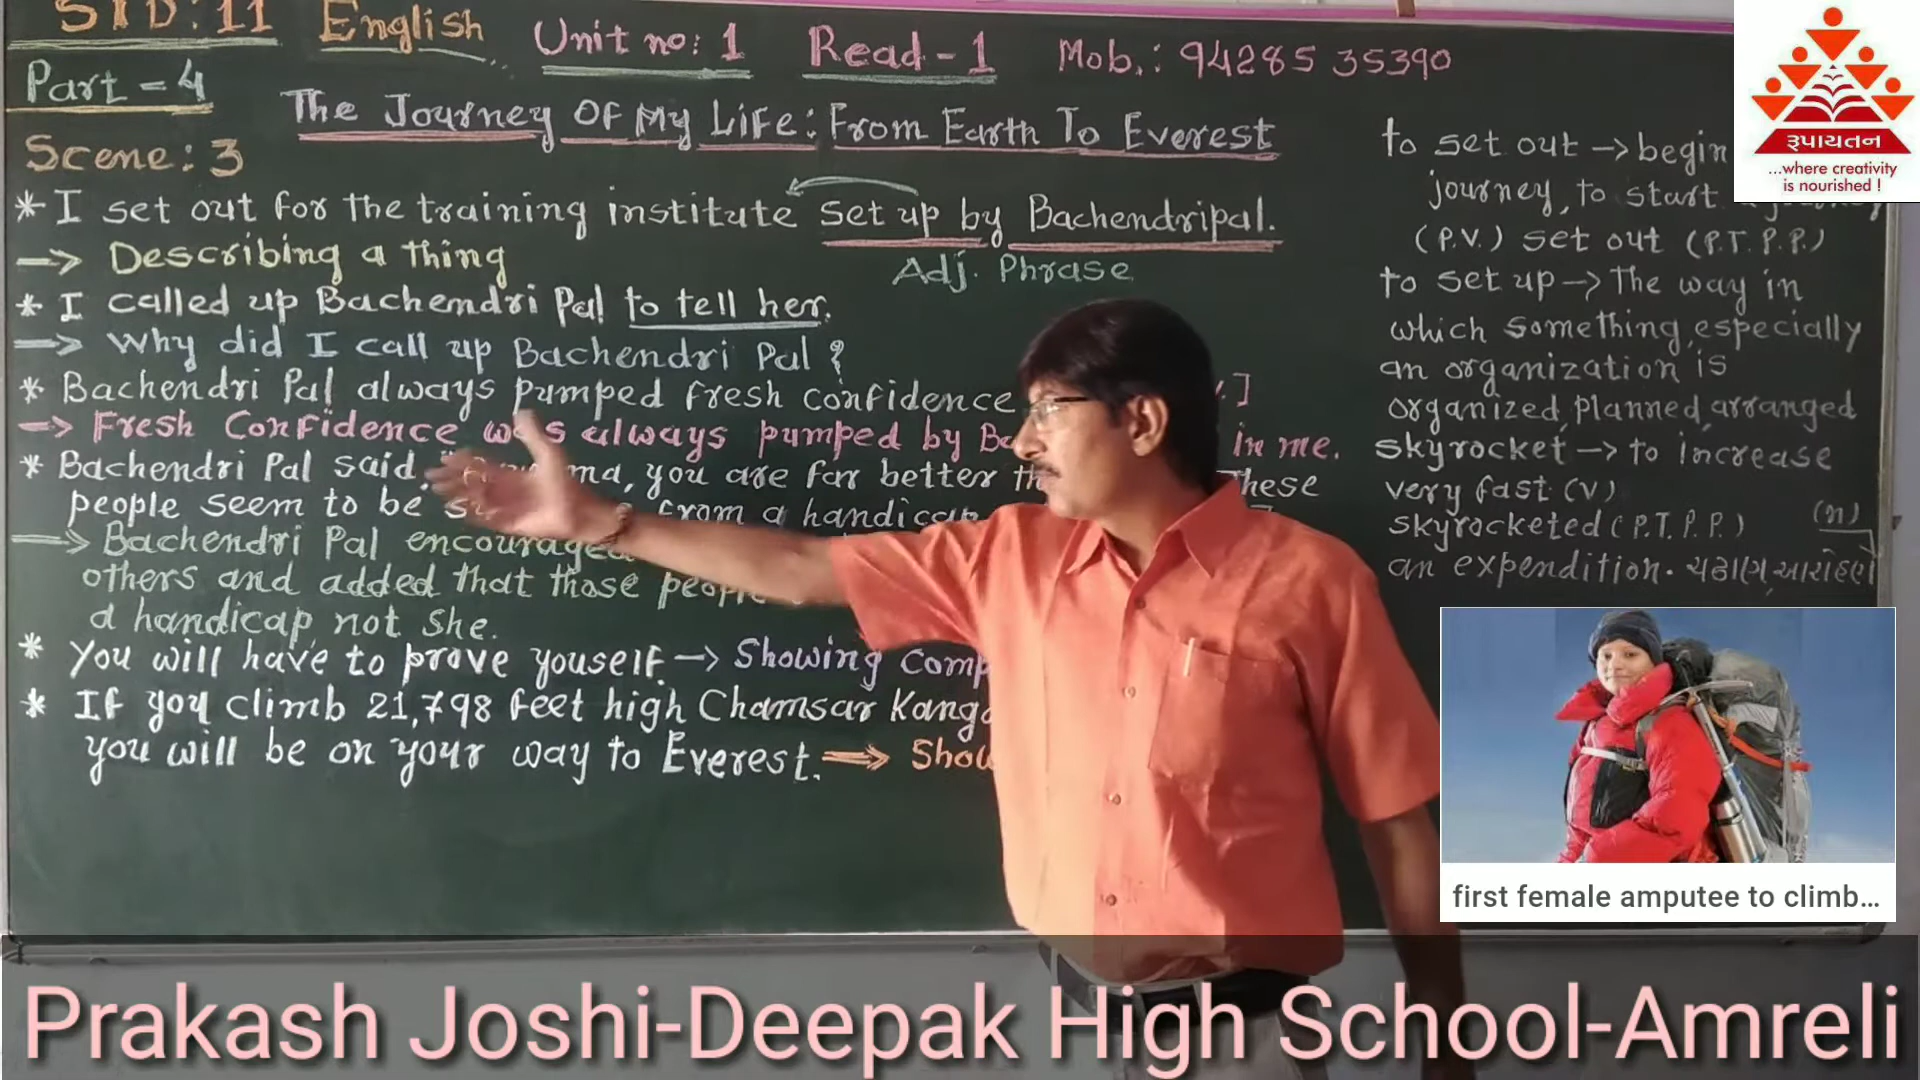 STD: 11 English Unit no: 1 Read - 1 Mob.: 94285 35390
Part - 4
The Journey Of My Life: From Earth To Everest
Scene: 3
* I set out for the training institute set up by Bachendripal.
Adj. Phrase
→ Describing a thing
* I called up Bachendri Pal to tell her.
→ Why did I call up Bachendri Pal ?
* Bachendri Pal always pumped fresh confidence
→ Fresh Confidence was always pumped by in me.
* Bachendri Pal said, you are far better These
people seem to be from a handicap
→ Bachendri Pal encouraged
others and added that those people
a handicap, not she.
* You will have to prove youself. → Showing
* If you climb 21,798 feet high Chamsar
you will be on your way to Everest. →
to set out → begin
journey, to start
(P.V.) set out (P.T. P.P.)
to set up → The way in
which something, especially
an organization is
organized, planned, arranged
skyrocket → to increase
very fast. (V)
skyrocketed (P.T. P.P.) (n)
an expendition. ચઢાણ, આરોહણ
રૂપાયતન
...where creativity
is nourished !
first female amputee to climb...
Prakash Joshi-Deepak High School-Amreli